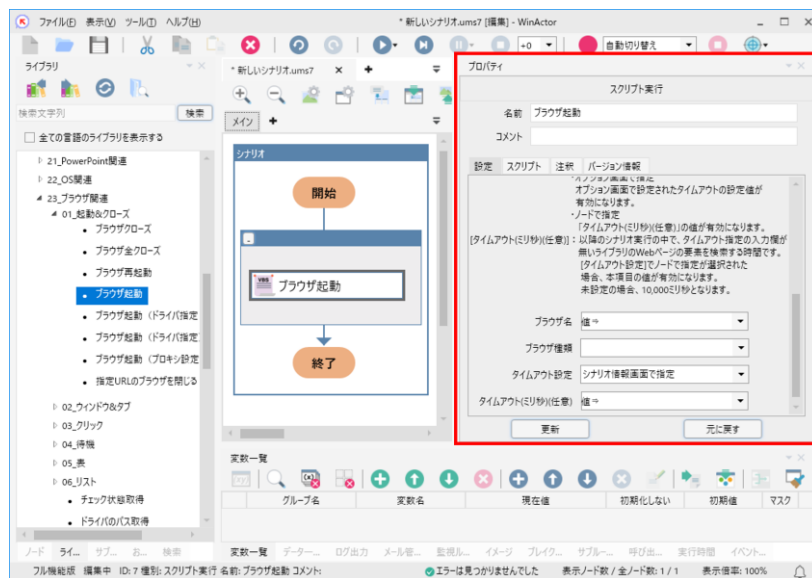 ファイル(F) 表示(V) ツール(T) ヘルプ(H)
* 新しいシナリオ.ums7 [編集] - WinActor
+0
自動切り替え
ライブラリ
検索文字列
検索
全ての言語のライブラリを表示する
21_PowerPoint関連
22_OS関連
23_ブラウザ関連
01_起動&クローズ
ブラウザクローズ
ブラウザ全クローズ
ブラウザ再起動
ブラウザ起動
ブラウザ起動（ドライバ指定
ブラウザ起動（ドライバ指定
ブラウザ起動（プロキシ設定
指定URLのブラウザを閉じる
02_ウィンドウ&タブ
03_クリック
04_待機
05_表
06_リスト
チェック状態取得
ドライバのパス取得
ノード ライ... サブ... お... 検索
* 新しいシナリオ.ums7
メイン
シナリオ
開始
ブラウザ起動
終了
プロパティ
スクリプト実行
名前 ブラウザ起動
コメント
設定 スクリプト 注釈 バージョン情報
・オプション画面で指定
オプション画面で設定されたタイムアウトの設定値が
有効になります。
・ノードで指定
「タイムアウト(ミリ秒)(任意)」の値が有効になります。
[タイムアウト(ミリ秒)(任意)]：以降のシナリオ実行の中で、タイムアウト指定の入力欄が
無いライブラリのWebページの要素を検索する時間です。
[タイムアウト設定]でノードで指定が選択された
場合、本項目の値が有効になります。
未設定の場合、10,000ミリ秒となります。
ブラウザ名 値⇒
ブラウザ種類
タイムアウト設定 シナリオ情報画面で指定
タイムアウト(ミリ秒)(任意) 値⇒
更新 元に戻す
変数一覧
グループ名 変数名 現在値 初期化しない 初期値 マスク
変数一覧 データー... ログ出力 メール管... 監視ル... イメージ ブレイク... サブルー... 呼び出... 実行時間 イベント...
フル機能版 編集中 ID: 7 種別: スクリプト実行 名前: ブラウザ起動 コメント:
エラーは見つかりませんでした 表示ノード数 / 全ノード数: 1 / 1 表示倍率: 100%